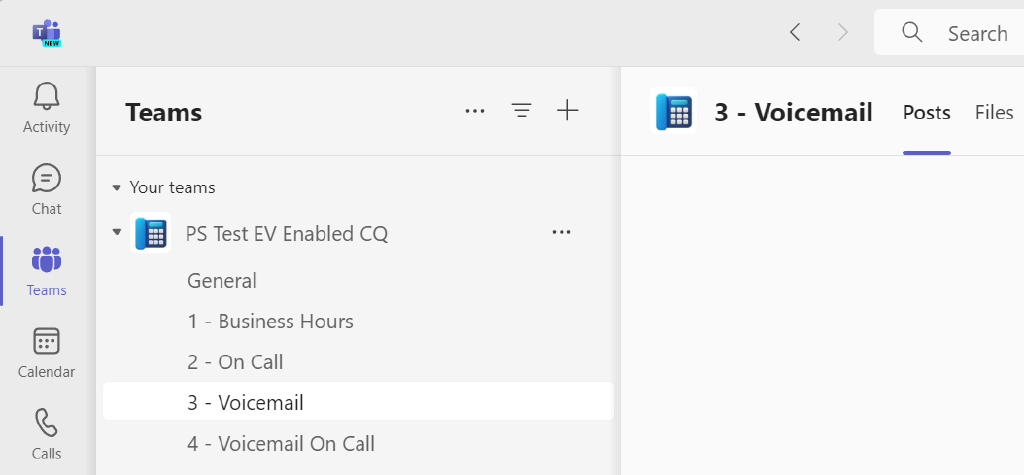 NEW
Search
Activity
Chat
Teams
Calendar
Calls
Teams
Your teams
PS Test EV Enabled CQ
General
1 - Business Hours
2 - On Call
3 - Voicemail
4 - Voicemail On Call
3 - Voicemail
Posts
Files